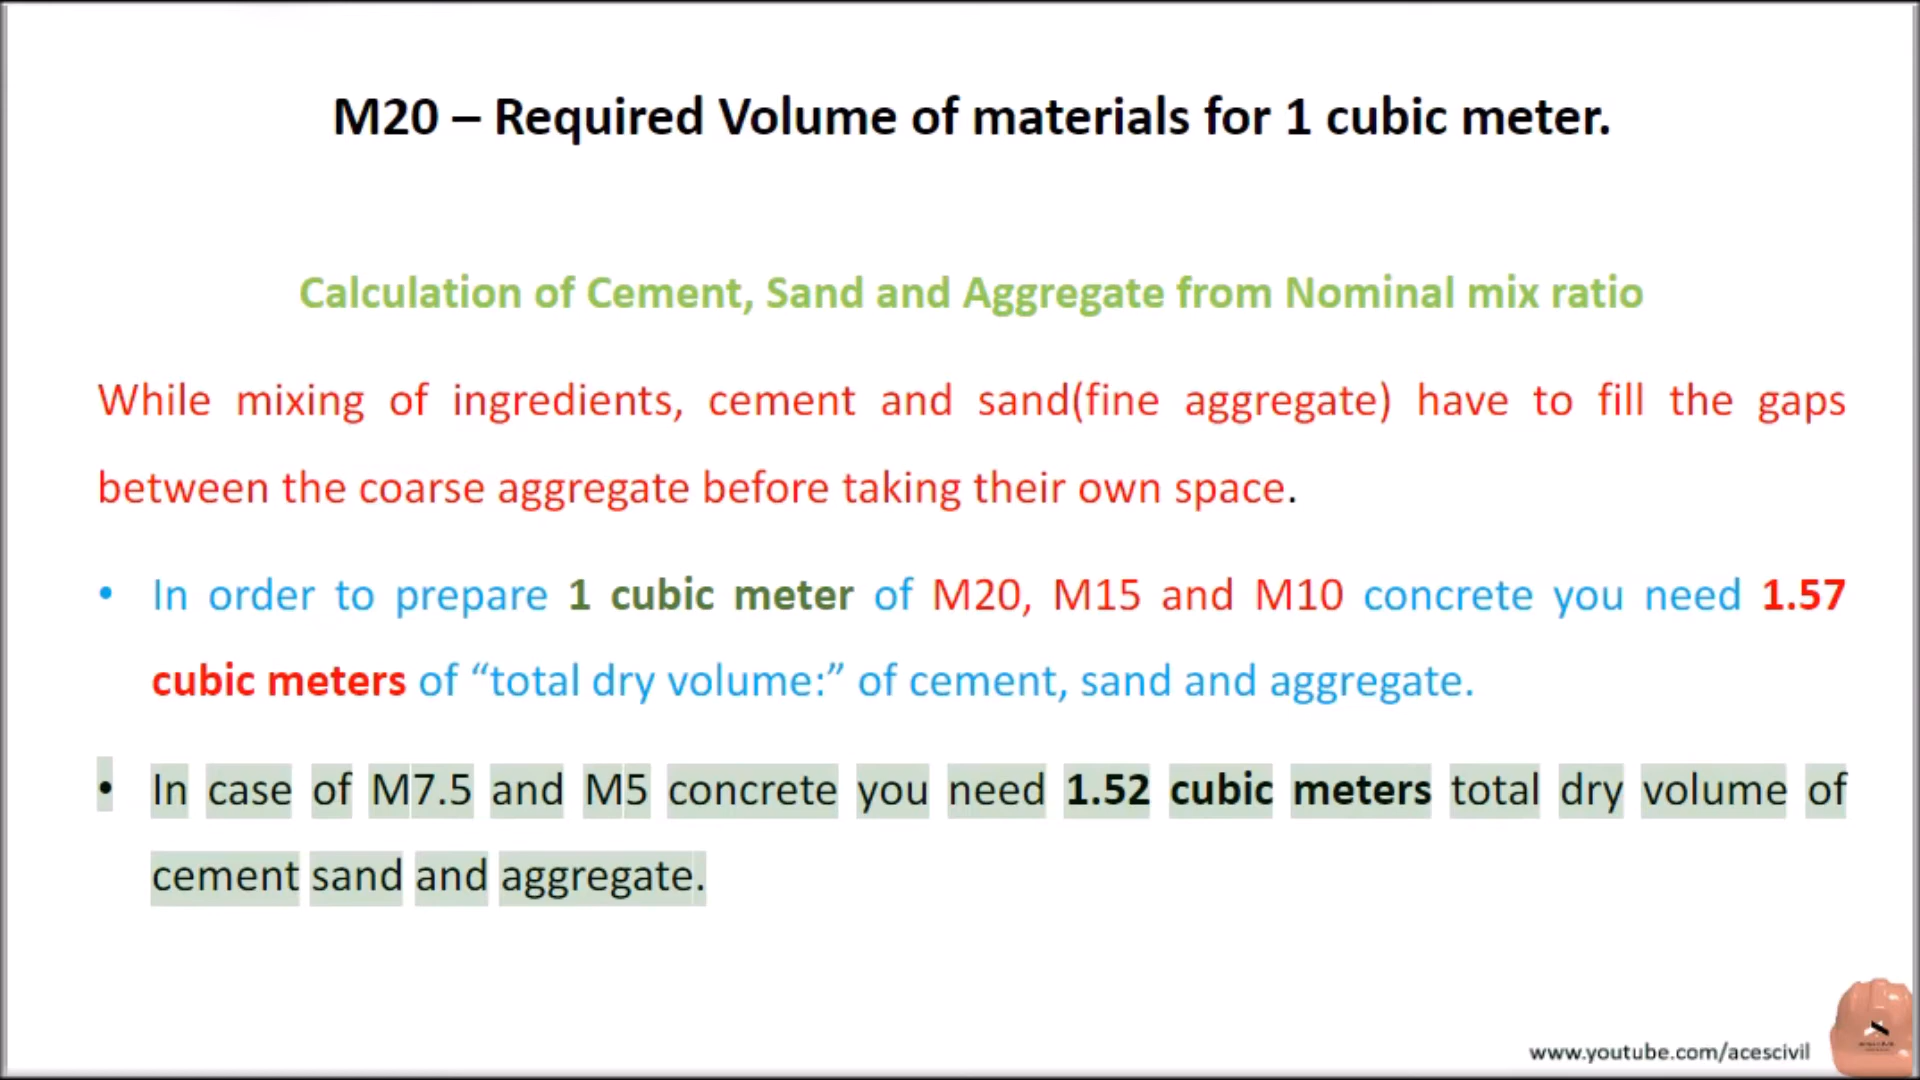 M20 – Required Volume of materials for 1 cubic meter.
Calculation of Cement, Sand and Aggregate from Nominal mix ratio
While mixing of ingredients, cement and sand(fine aggregate) have to fill the gaps
between the coarse aggregate before taking their own space.
• In order to prepare 1 cubic meter of M20, M15 and M10 concrete you need 1.57
cubic meters of “total dry volume:” of cement, sand and aggregate.
• In case of M7.5 and M5 concrete you need 1.52 cubic meters total dry volume of
cement sand and aggregate.
www.youtube.com/acescivil